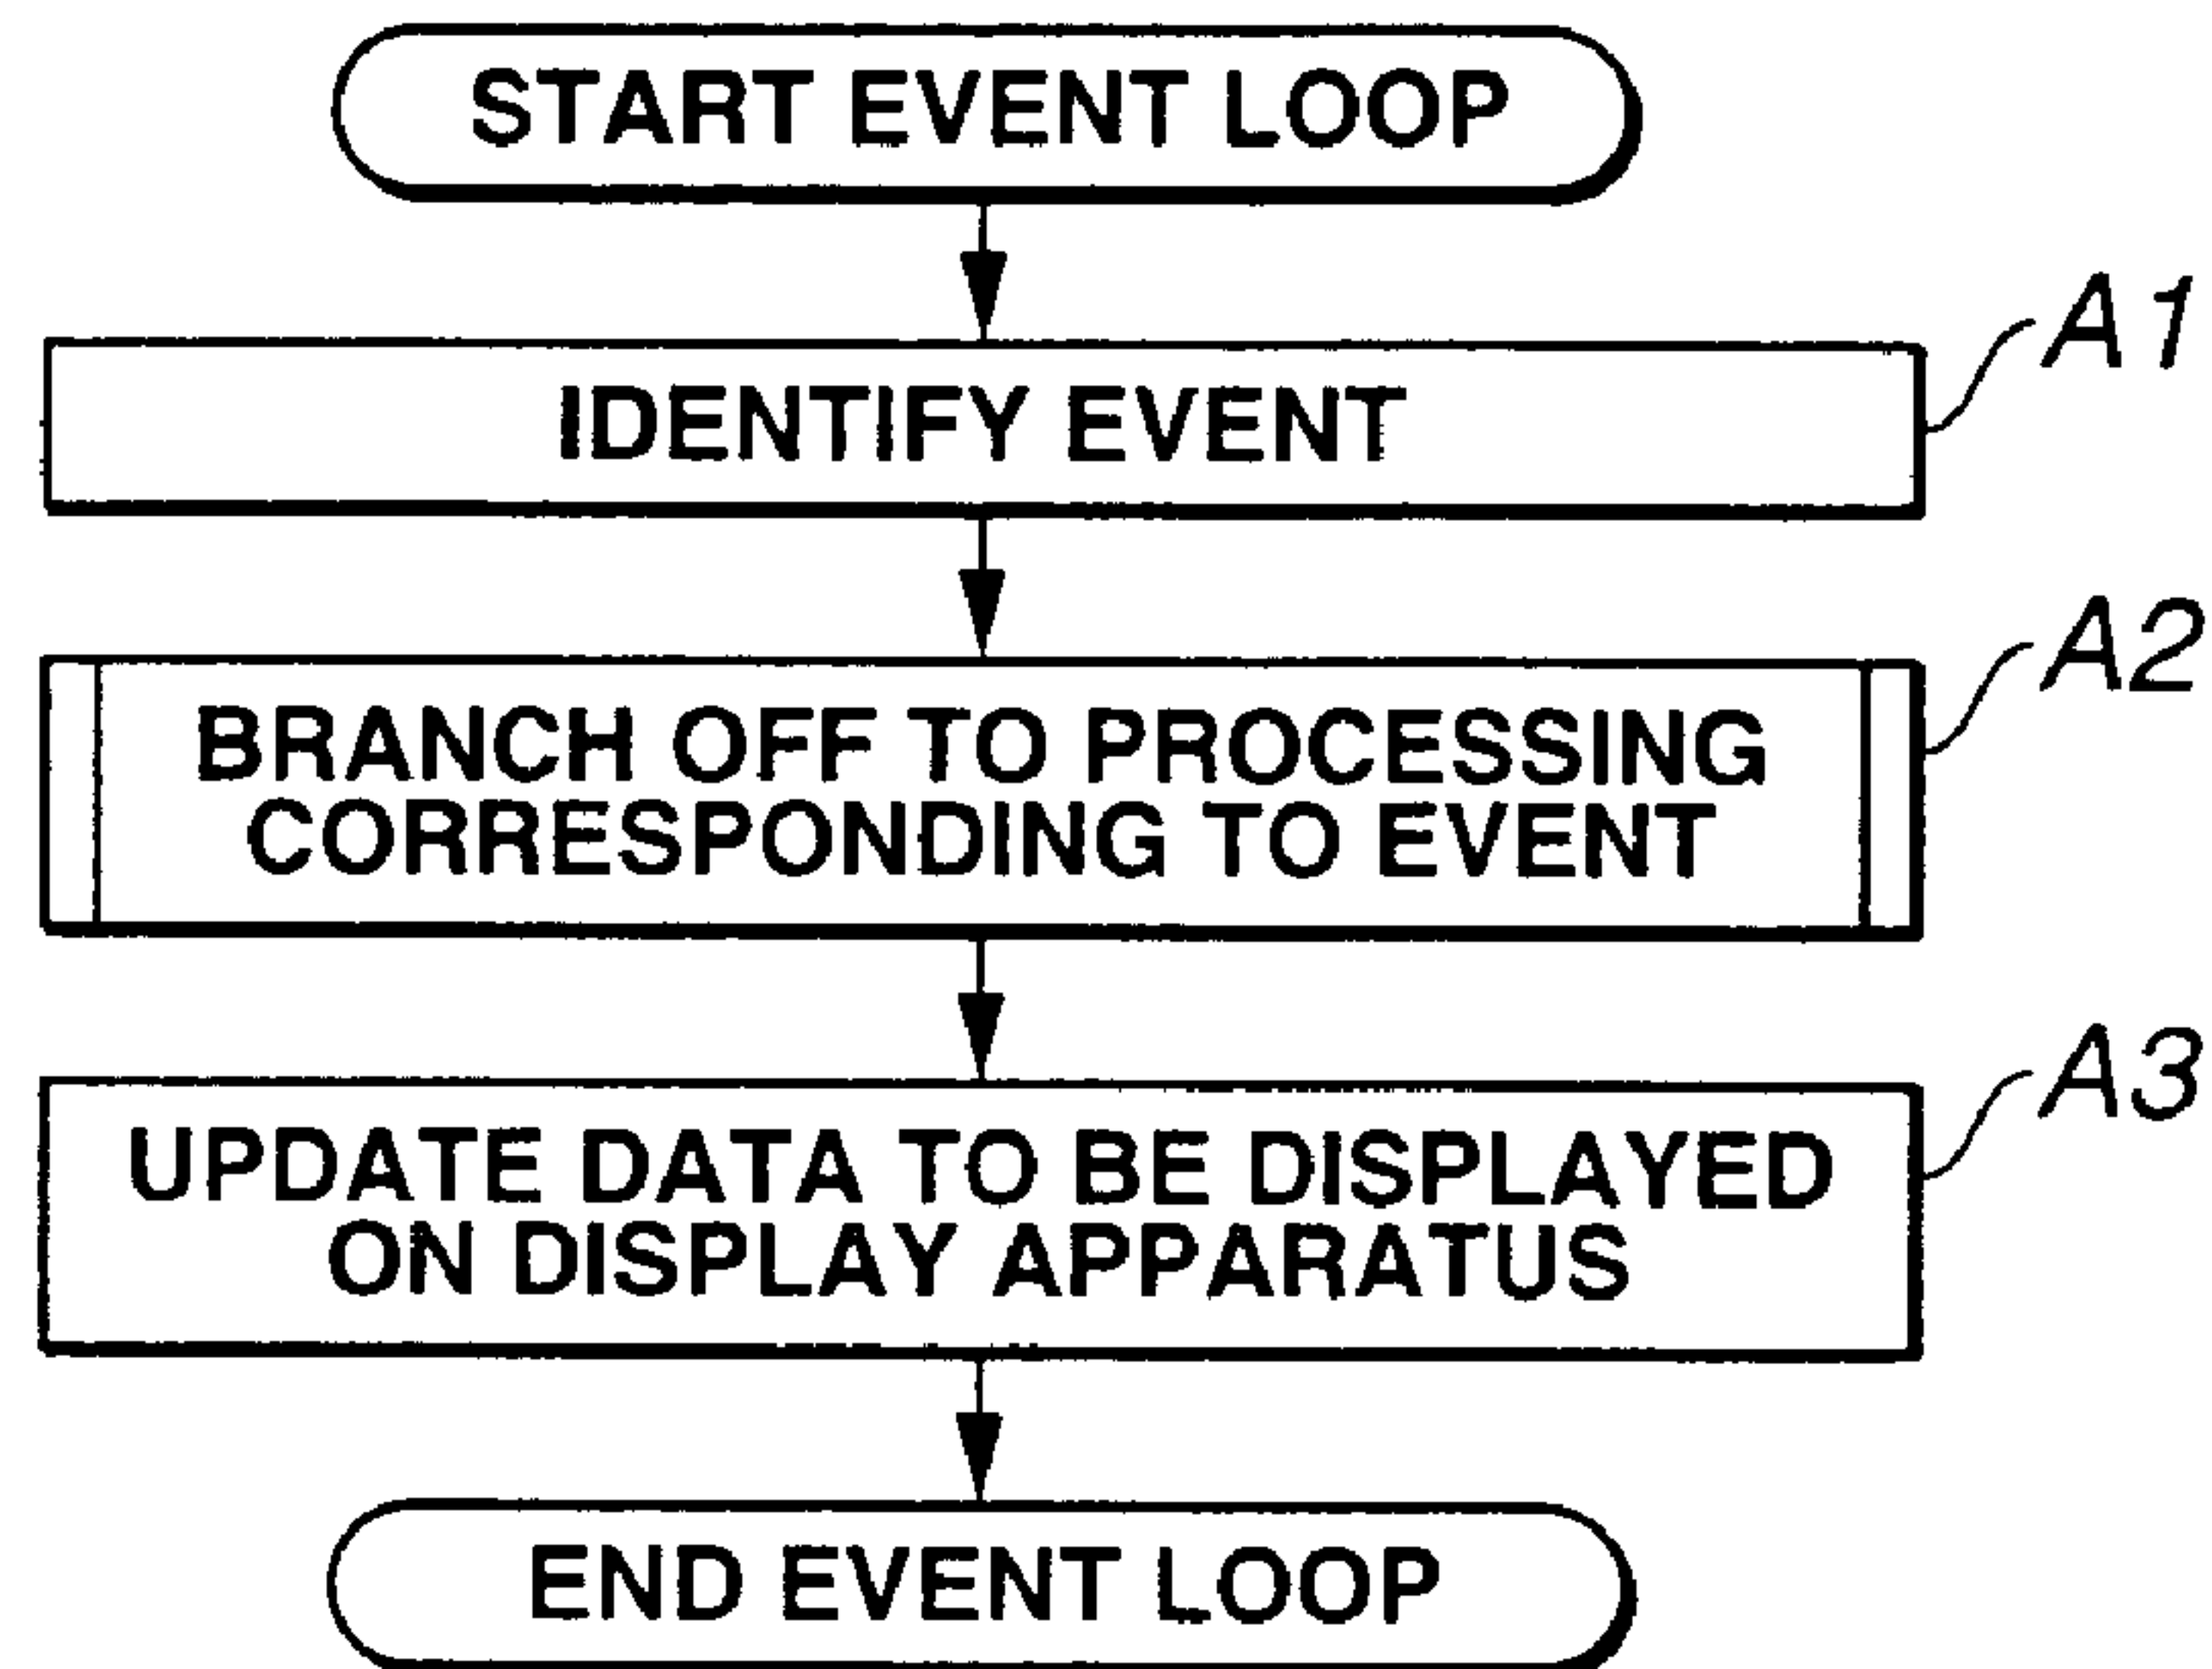 START EVENT LOOP
IDENTIFY EVENT
A1
BRANCH OFF TO PROCESSING
CORRESPONDING TO EVENT
A2
UPDATE DATA TO BE DISPLAYED
ON DISPLAY APPARATUS
A3
END EVENT LOOP